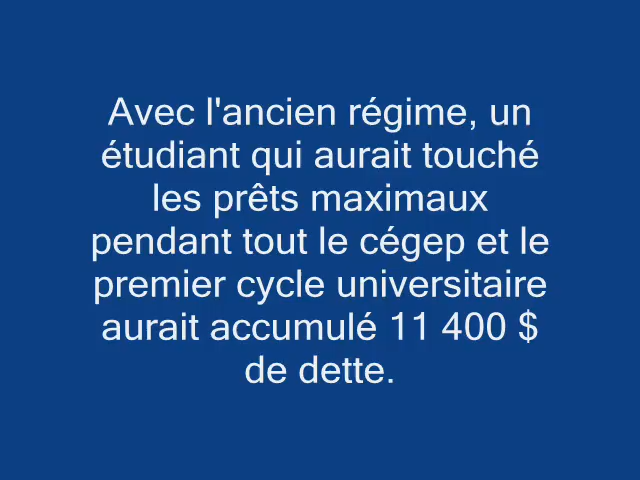 Avec l'ancien régime, un
étudiant qui aurait touché
les prêts maximaux
pendant tout le cégep et le
premier cycle universitaire
aurait accumulé 11 400 $
de dette.